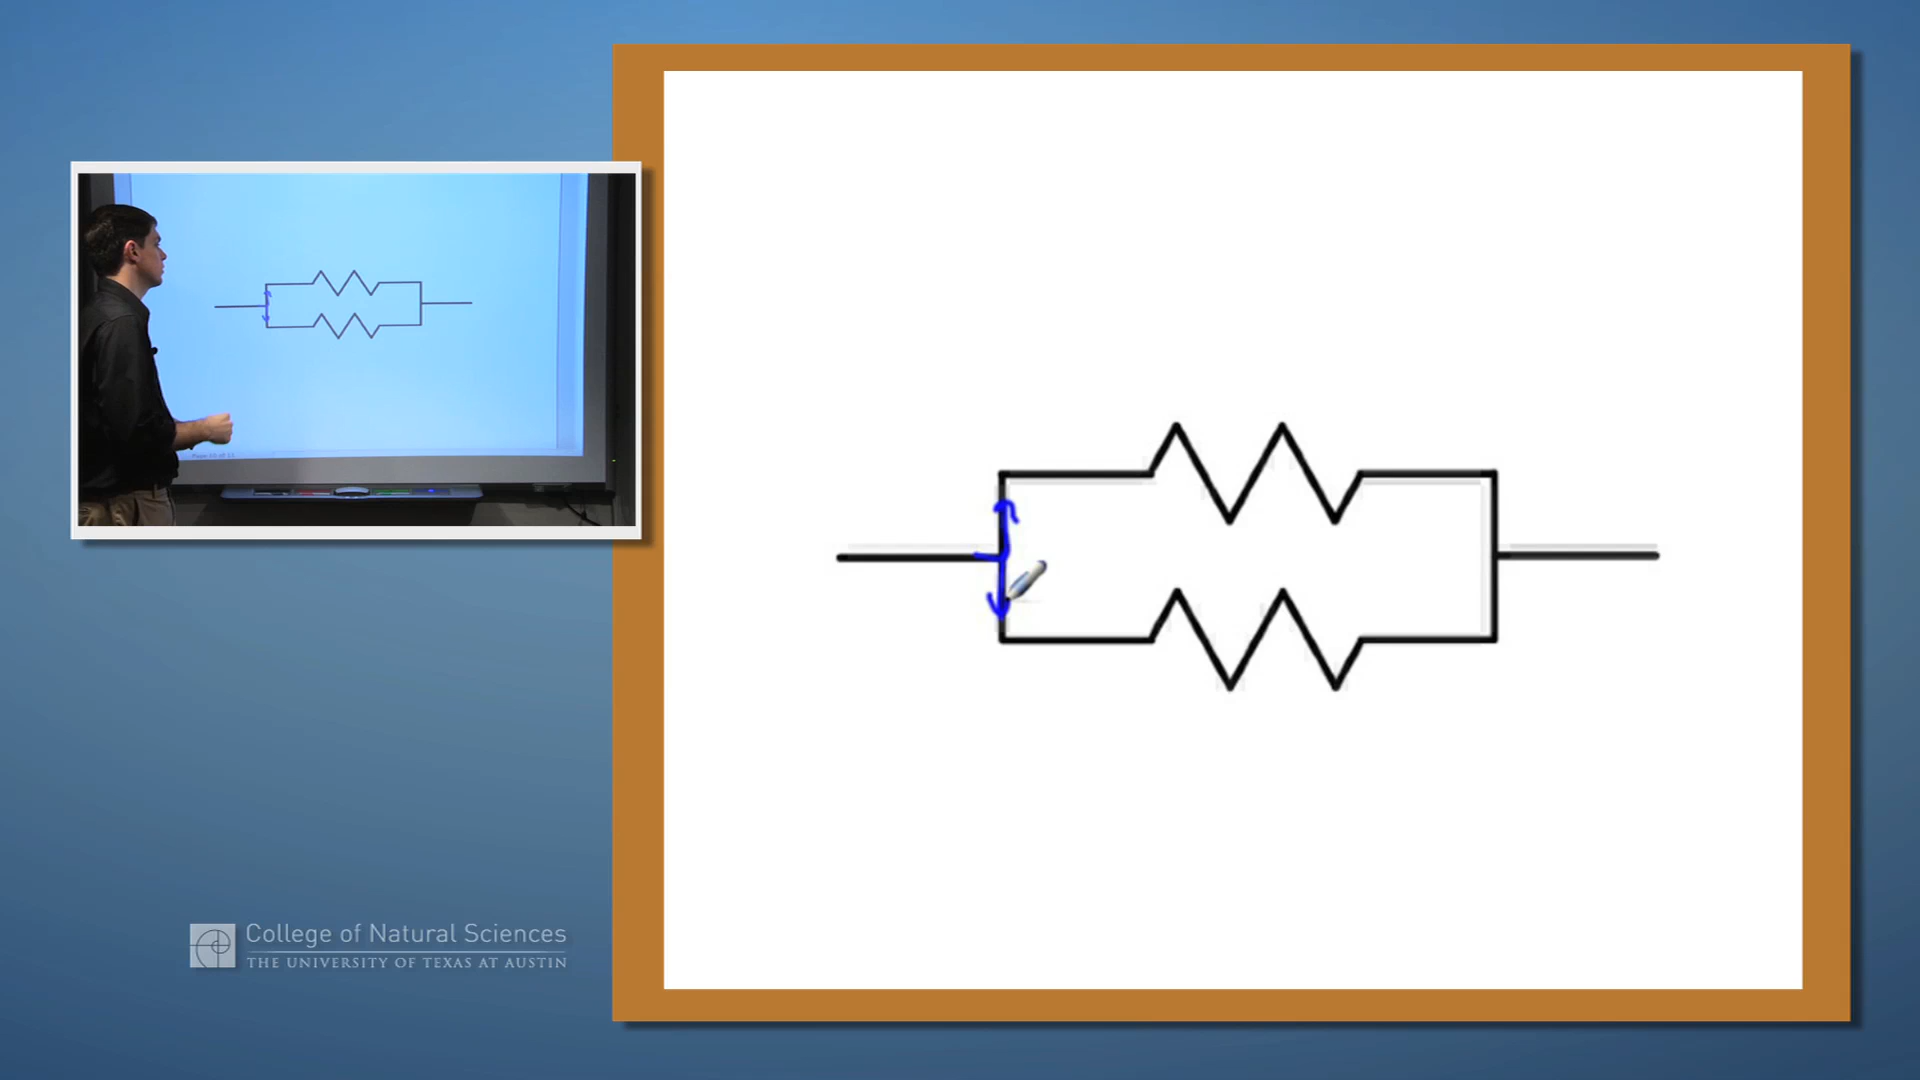 College of Natural Sciences
THE UNIVERSITY OF TEXAS AT AUSTIN